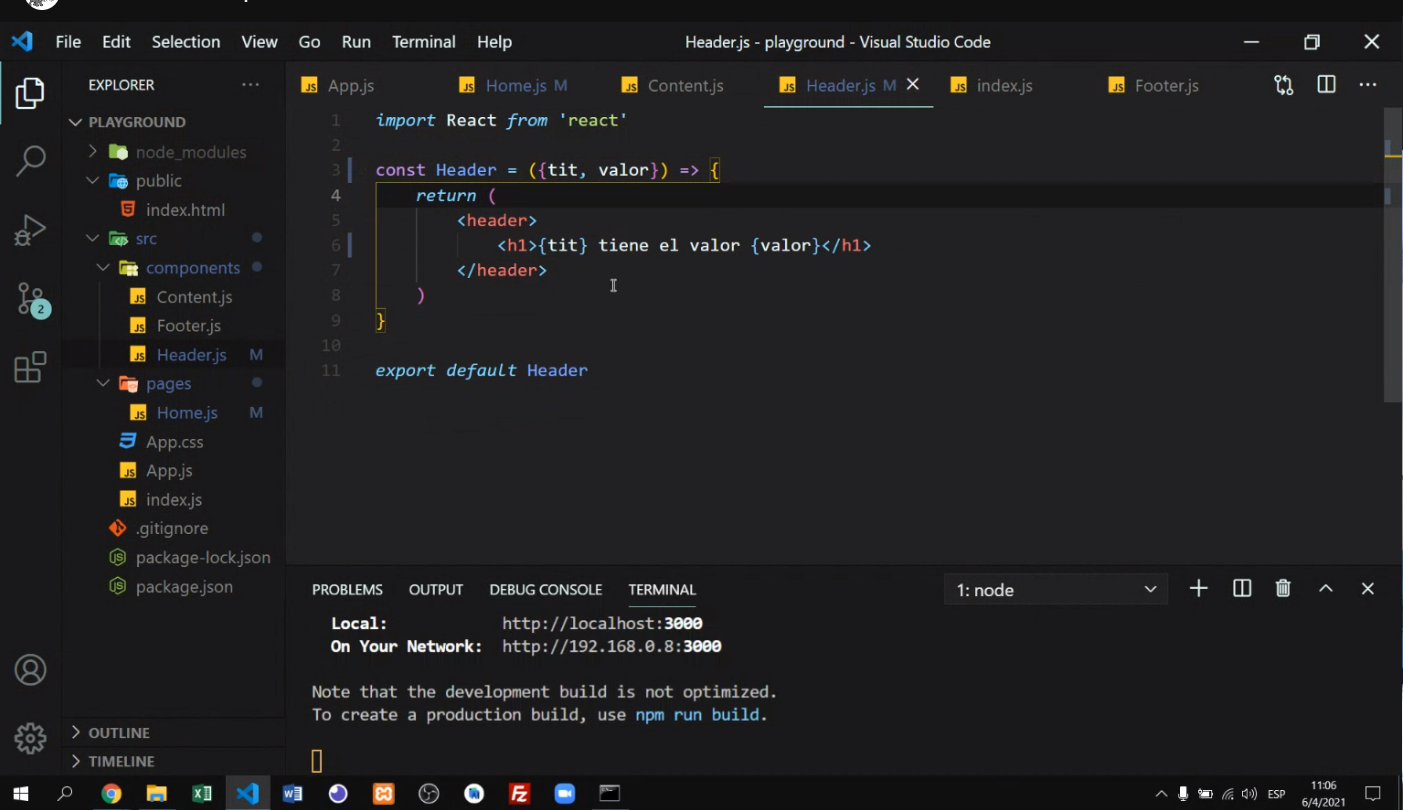 File Edit Selection View Go Run Terminal Help Header.js - playground - Visual Studio Code
EXPLORER
PLAYGROUND
node_modules
public
index.html
src
components
Content.js
Footer.js
Header.js M
pages
Home.js M
App.css
App.js
index.js
.gitignore
package-lock.json
package.json
OUTLINE
TIMELINE
2
App.js Home.js M Content.js Header.js M index.js Footer.js
1 import React from 'react'
2
3 const Header = ({tit, valor}) => {
4 return (
5 <header>
6 <h1>{tit} tiene el valor {valor}</h1>
7 </header>
8 )
9 }
10
11 export default Header
PROBLEMS OUTPUT DEBUG CONSOLE TERMINAL 1: node
Local: http://localhost:3000
On Your Network: http://192.168.0.8:3000
Note that the development build is not optimized.
To create a production build, use npm run build.
ESP 11:06
6/4/2021